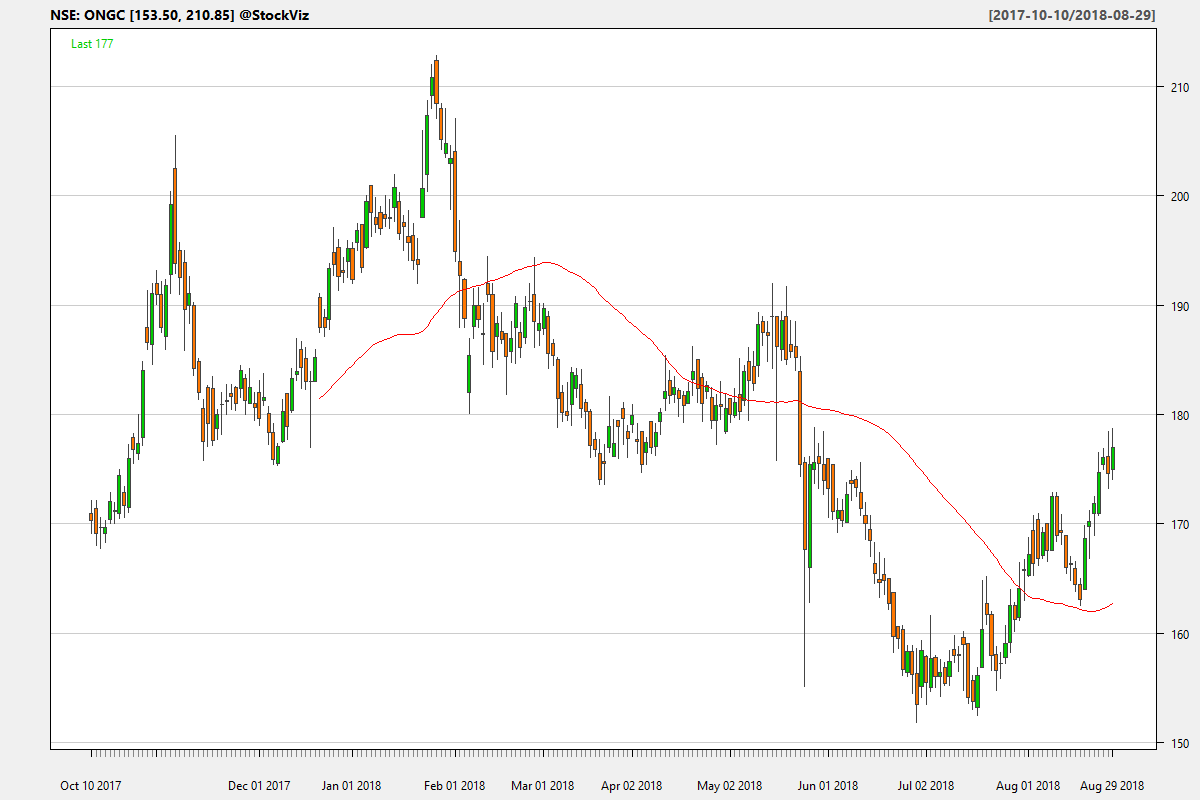 NSE: ONGC [153.50, 210.85] @StockViz
[2017-10-10/2018-08-29]
Last 177
210
200
190
180
170
160
150
Oct 10 2017
Dec 01 2017
Jan 01 2018
Feb 01 2018
Mar 01 2018
Apr 02 2018
May 02 2018
Jun 01 2018
Jul 02 2018
Aug 01 2018
Aug 29 2018